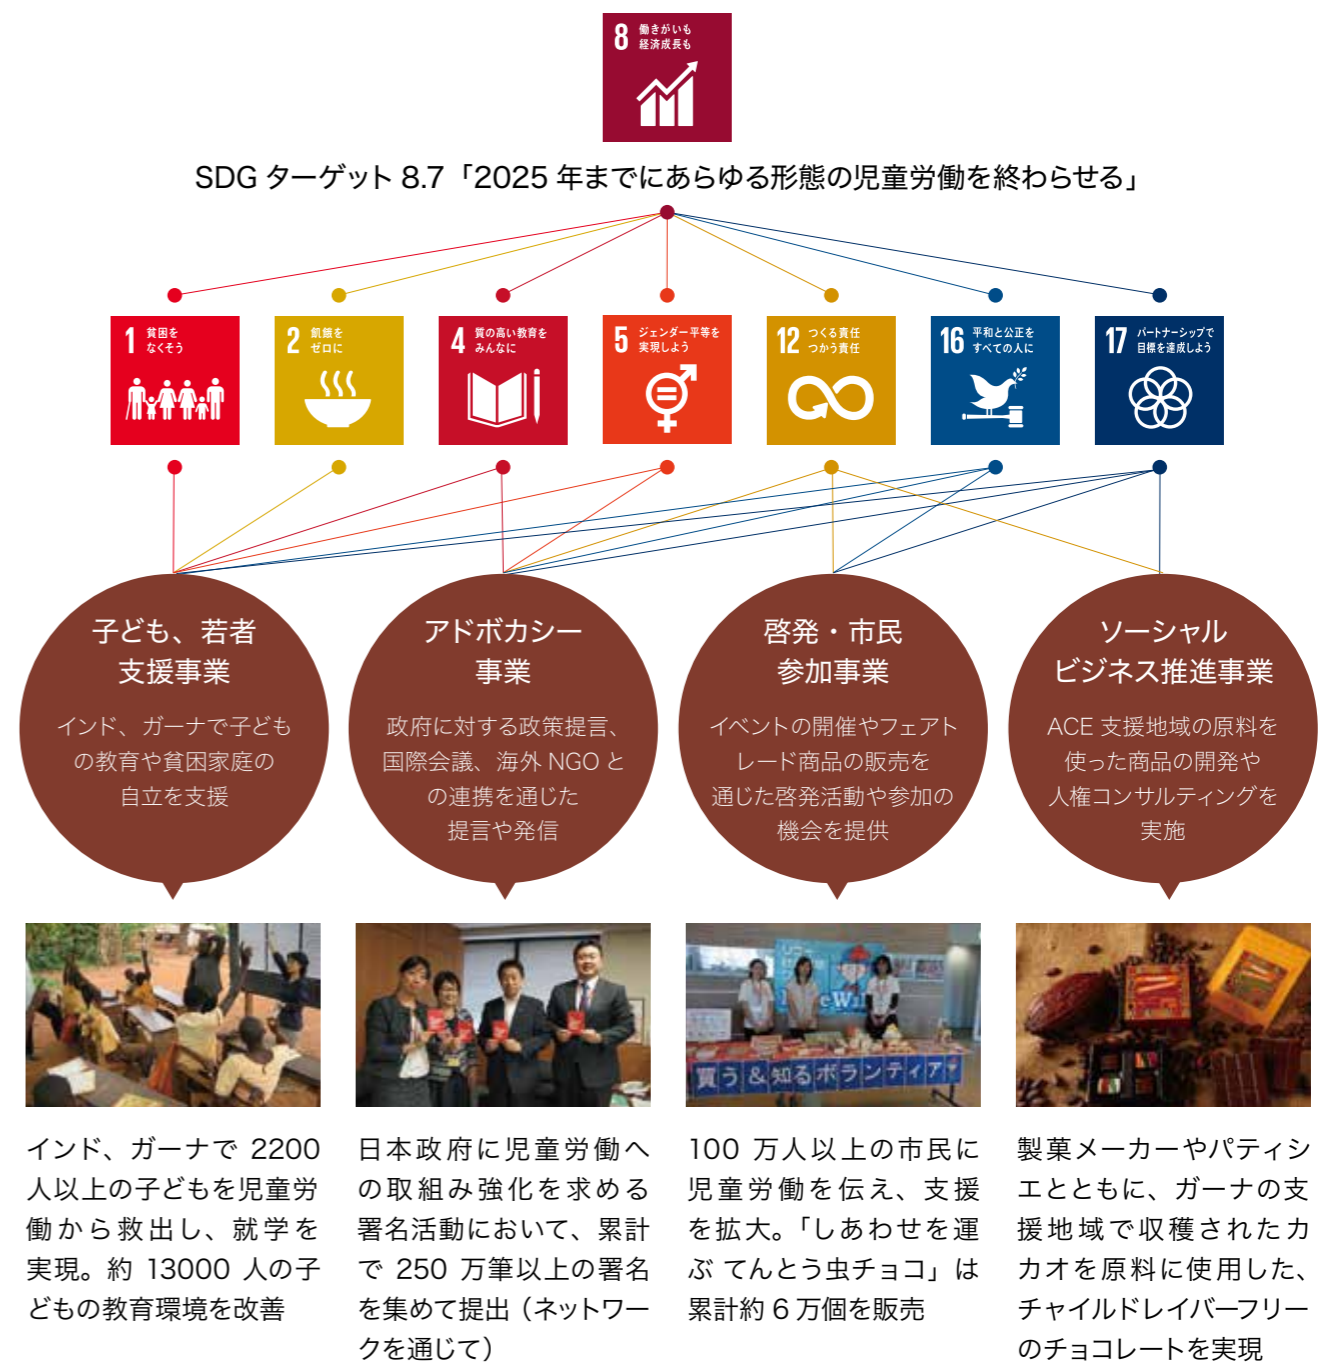 8 働きがいも
経済成長も
SDG ターゲット 8.7「2025 年までにあらゆる形態の児童労働を終わらせる」
1 貧困を
なくそう
2 飢餓を
ゼロに
4 質の高い教育を
みんなに
5 ジェンダー平等を
実現しよう
12 つくる責任
つかう責任
16 平和と公正を
すべての人に
17 パートナーシップで
目標を達成しよう
子ども、若者
支援事業
インド、ガーナで子ども
の教育や貧困家庭の
自立を支援
アドボカシー
事業
政府に対する政策提言、
国際会議、海外 NGO と
の連携を通じた
提言や発信
啓発・市民
参加事業
イベントの開催やフェアト
レード商品の販売を
通じた啓発活動や参加の
機会を提供
ソーシャル
ビジネス推進事業
ACE 支援地域の原料を
使った商品の開発や
人権コンサルティングを
実施
買う&知るボランティア
インド、ガーナで 2200
人以上の子どもを児童労
働から救出し、就学を
実現。約 13000 人の子
どもの教育環境を改善
日本政府に児童労働へ
の取組み強化を求める
署名活動において、累計
で 250 万筆以上の署名
を集めて提出（ネットワー
クを通じて）
100 万人以上の市民に
児童労働を伝え、支援
を拡大。「しあわせを運
ぶ てんとう虫チョコ」は
累計約 6 万個を販売
製菓メーカーやパティシ
エとともに、ガーナの支
援地域で収穫されたカ
カオを原料に使用した、
チャイルドレイバーフリー
のチョコレートを実現